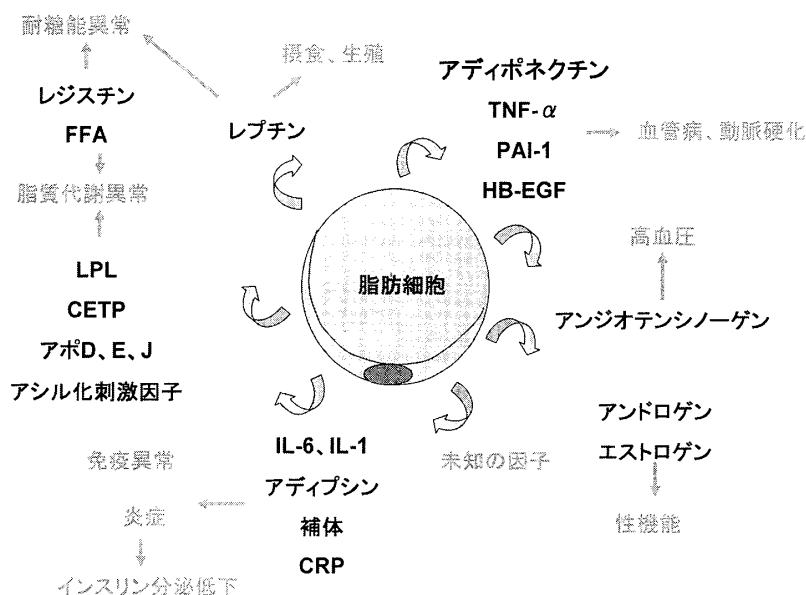 耐糖能異常
摂食、生殖
アディポネクチン
レジスチン
TNF-α
レプチン
FFA
血管病、動脈硬化
PAI-1
HB-EGF
脂質代謝異常
高血圧
LPL
脂肪細胞
CETP
アンジオテンシノーゲン
アポD、E、J
アシル化刺激因子
アンドロゲン
IL-6、IL-1
エストロゲン
免疫異常
未知の因子
アディプシン
炎症
補体
性機能
CRP
インスリン分泌低下